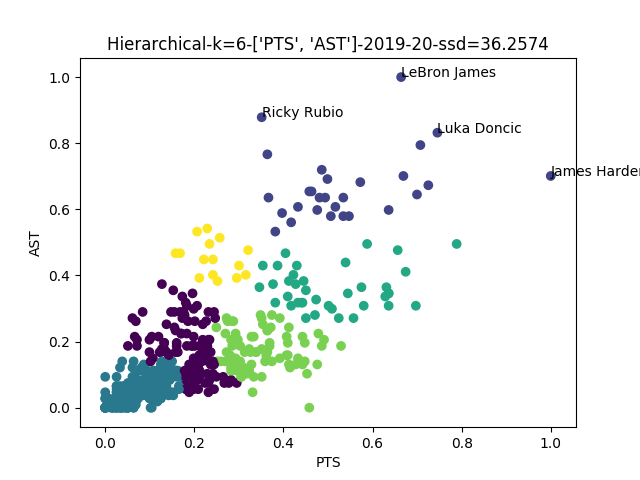 Hierarchical-k=6-['PTS', 'AST']-2019-20-ssd=36.2574
1.0
LeBron James
Ricky Rubio
0.8
Luka Doncic
James Harden
0.6
AST
0.4
0.2
0.0
0.0 0.2 0.4 0.6 0.8 1.0
PTS